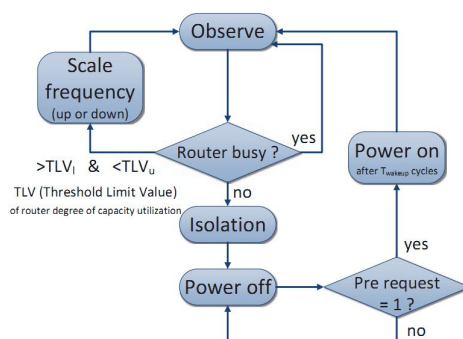 Observe
Scale
frequency
(up or down)
Router busy ?
yes
Power on
after Twakeup cycles
>TLVl & <TLVu
TLV (Threshold Limit Value)
of router degree of capacity utilization
no
Isolation
yes
Power off
Pre request
= 1 ?
no